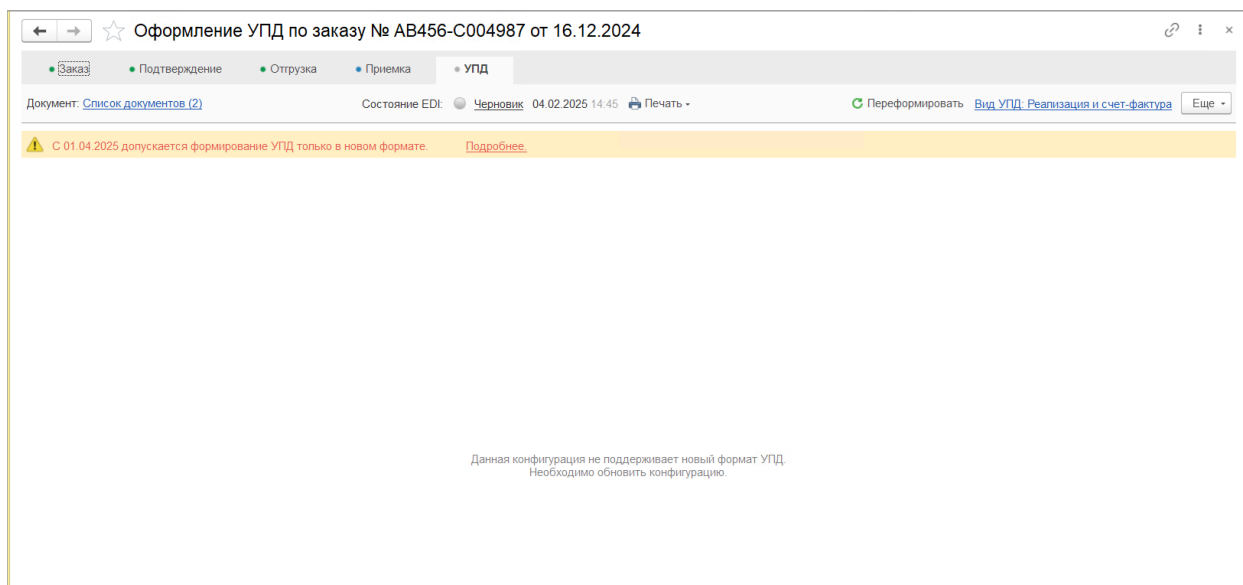 Оформление УПД по заказу № АВ456-С004987 от 16.12.2024
Заказ Подтверждение Отгрузка Приемка УПД
Документ: Список документов (2) Состояние EDI: Черновик 04.02.2025 14:45 Печать Переформировать Вид УПД: Реализация и счет-фактура Еще
С 01.04.2025 допускается формирование УПД только в новом формате. Подробнее.
Данная конфигурация не поддерживает новый формат УПД.
Необходимо обновить конфигурацию.